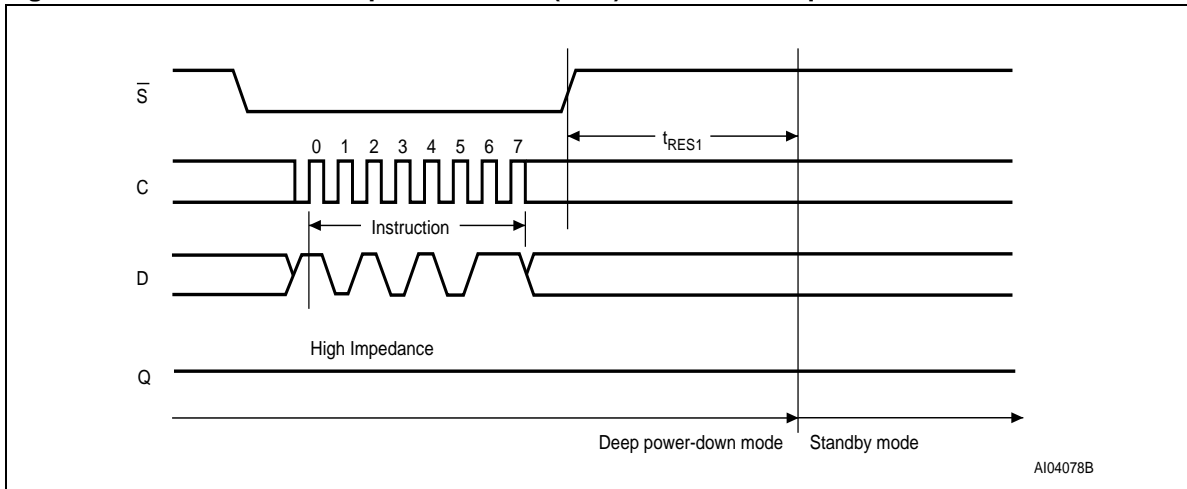 S
0 1 2 3 4 5 6 7
tRES1
C
Instruction
D
High Impedance
Q
Deep power-down mode Standby mode
AI04078B